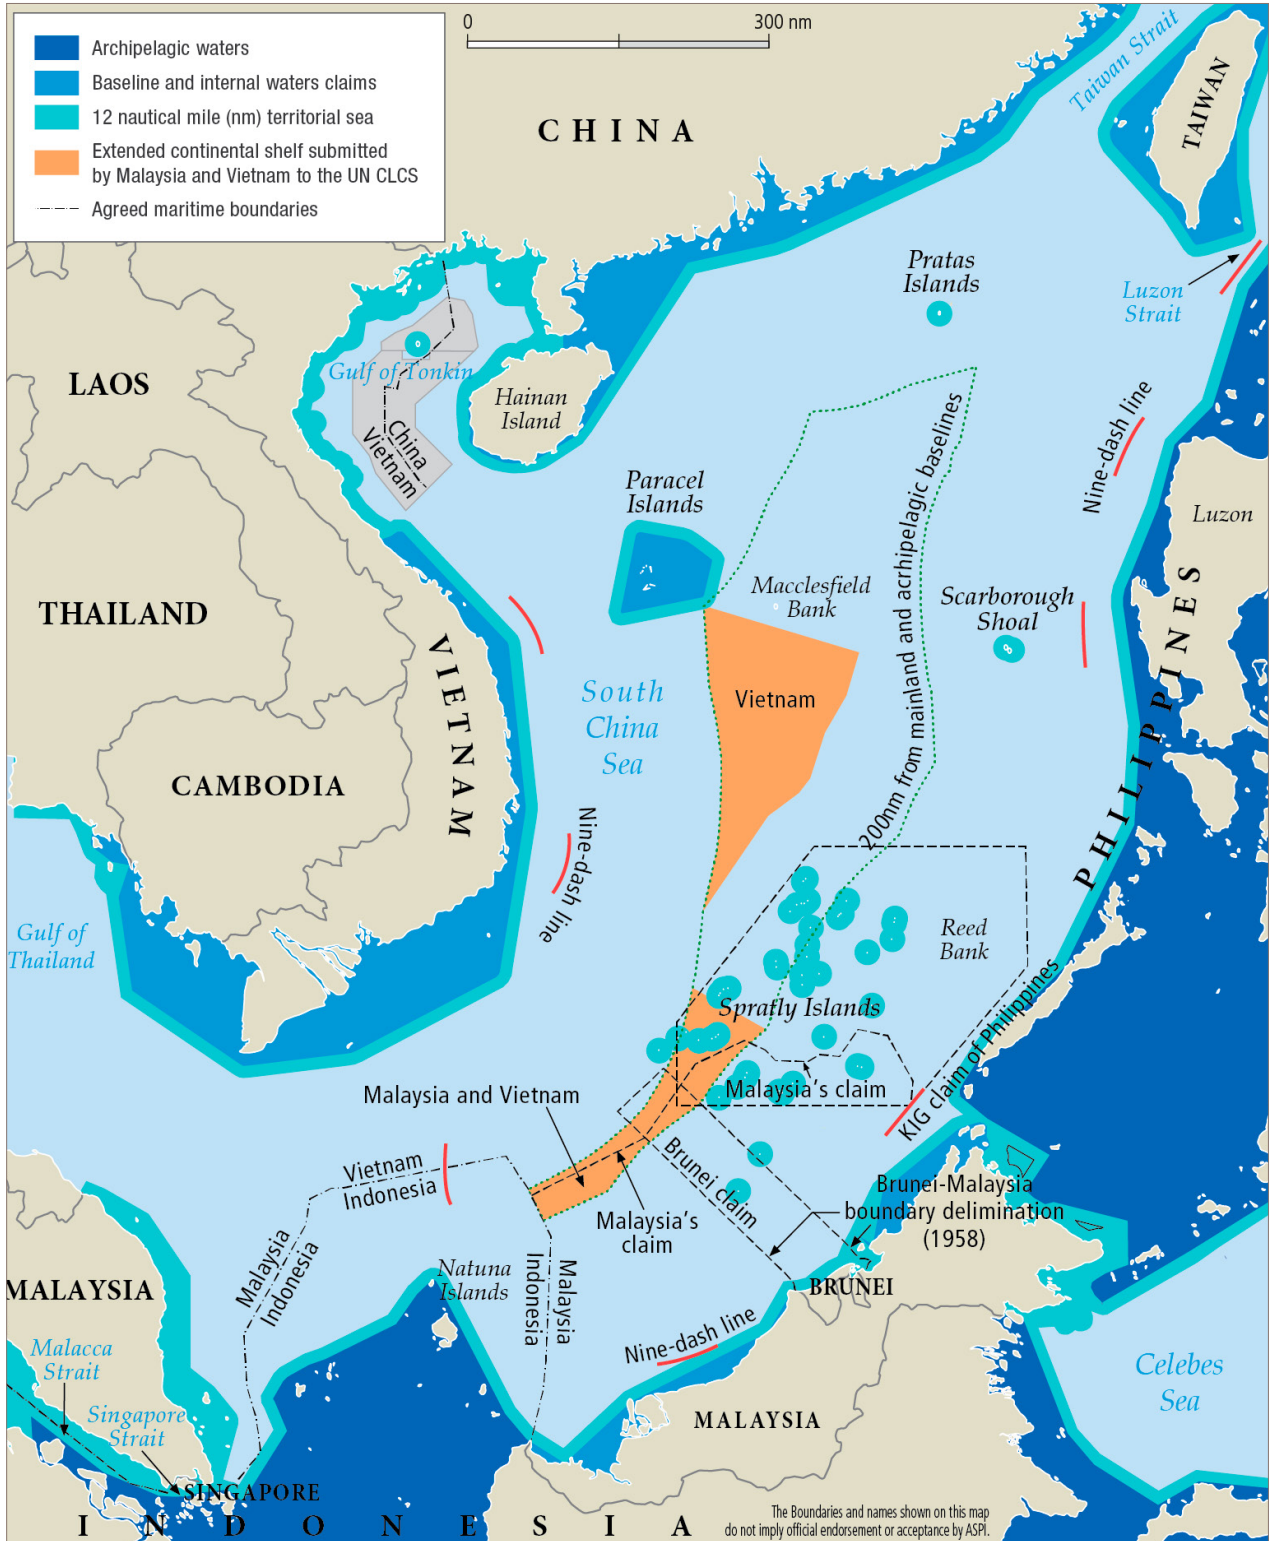 Archipelagic waters
Baseline and internal waters claims
12 nautical mile (nm) territorial sea
Extended continental shelf submitted
by Malaysia and Vietnam to the UN CLCS
Agreed maritime boundaries
0
300 nm
CHINA
Taiwan Strait
TAIWAN
Pratas
Islands
Luzon
Strait
LAOS
Gulf of Tonkin
Hainan
Island
China
Vietnam
Nine-dash line
Paracel
Islands
Luzon
THAILAND
Macclesfield
Bank
200nm from mainland and acrhipelagic baselines
Scarborough
Shoal
VIETNAM
South
China
Sea
Vietnam
PHILIPPINES
CAMBODIA
Nine-dash line
Gulf of
Thailand
Reed
Bank
Spratly Islands
KIG claim of Philippines
Malaysia's claim
Malaysia and Vietnam
Vietnam
Indonesia
Brunei claim
Malaysia's
claim
Brunei-Malaysia
boundary delimination
(1958)
Malaysia
Indonesia
Natuna
Islands
Indonesia
Malaysia
MALAYSIA
BRUNEI
Nine-dash line
Malacca
Strait
Singapore
Strait
Celebes
Sea
MALAYSIA
SINGAPORE
INDONESIA
The Boundaries and names shown on this map
do not imply official endorsement or acceptance by ASPI.